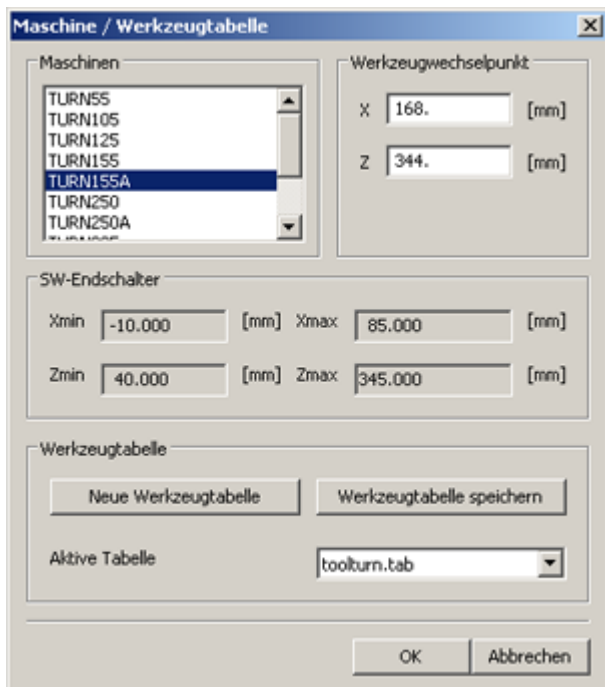 Maschine / Werkzeugtabelle
Maschinen
TURN55
TURN105
TURN125
TURN155
TURN155A
TURN250
TURN250A
Werkzeugwechselpunkt
X 168. [mm]
Z 344. [mm]
SW-Endschalter
Xmin -10.000 [mm] Xmax 85.000 [mm]
Zmin 40.000 [mm] Zmax 345.000 [mm]
Werkzeugtabelle
Neue Werkzeugtabelle Werkzeugtabelle speichern
Aktive Tabelle toolturn.tab
OK Abbrechen